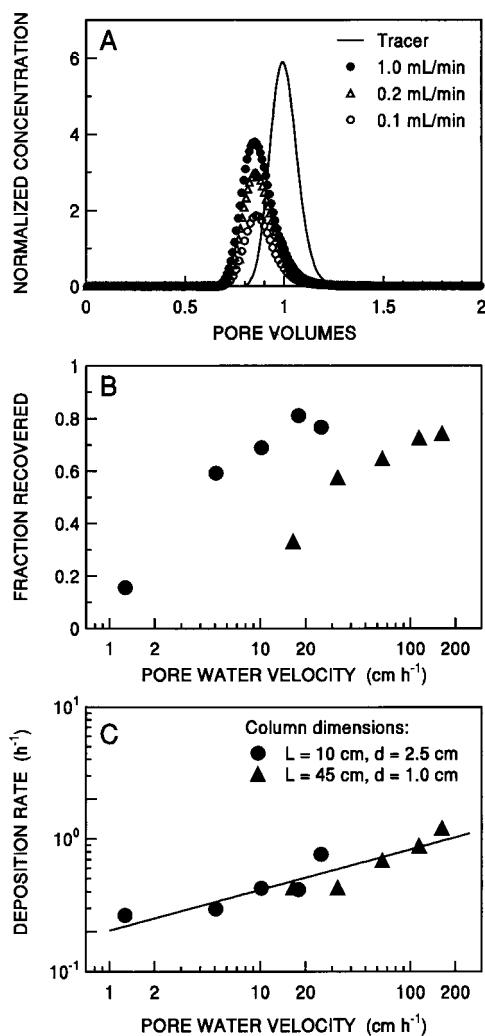 A
Tracer
1.0 mL/min
0.2 mL/min
0.1 mL/min
NORMALIZED CONCENTRATION
6
4
2
0
0 0.5 1 1.5 2
PORE VOLUMES
B
FRACTION RECOVERED
1
0.8
0.6
0.4
0.2
0
1 2 10 20 100 200
PORE WATER VELOCITY (cm h⁻¹)
C
Column dimensions:
L = 10 cm, d = 2.5 cm
L = 45 cm, d = 1.0 cm
DEPOSITION RATE (h⁻¹)
10¹
10⁰
10⁻¹
1 2 10 20 100 200
PORE WATER VELOCITY (cm h⁻¹)